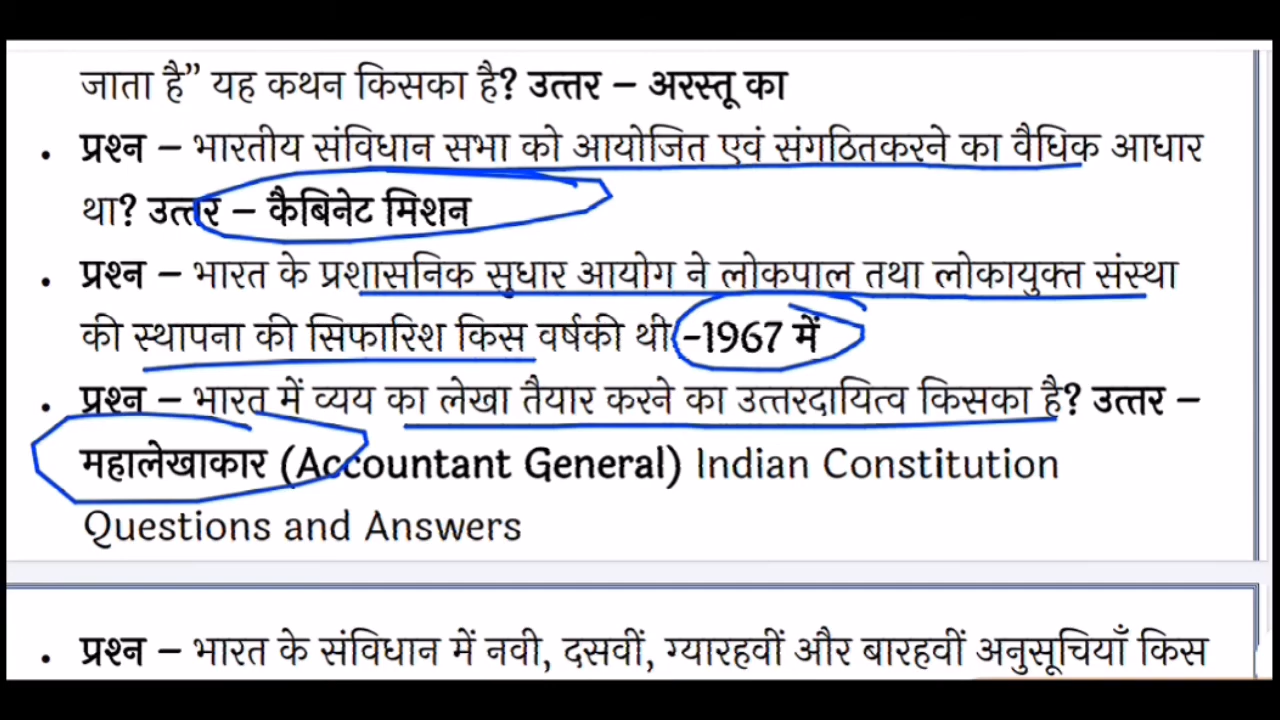 जाता है” यह कथन किसका है? उत्तर – अरस्तू का
• प्रश्न – भारतीय संविधान सभा को आयोजित एवं संगठितकरने का वैधिक आधार
था? उत्तर – कैबिनेट मिशन
• प्रश्न – भारत के प्रशासनिक सुधार आयोग ने लोकपाल तथा लोकायुक्त संस्था
की स्थापना की सिफारिश किस वर्षकी थी -1967 में
• प्रश्न – भारत में व्यय का लेखा तैयार करने का उत्तरदायित्व किसका है? उत्तर –
महालेखाकार (Accountant General) Indian Constitution
Questions and Answers
• प्रश्न – भारत के संविधान में नवी, दसवीं, ग्यारहवीं और बारहवीं अनुसूचियाँ किस